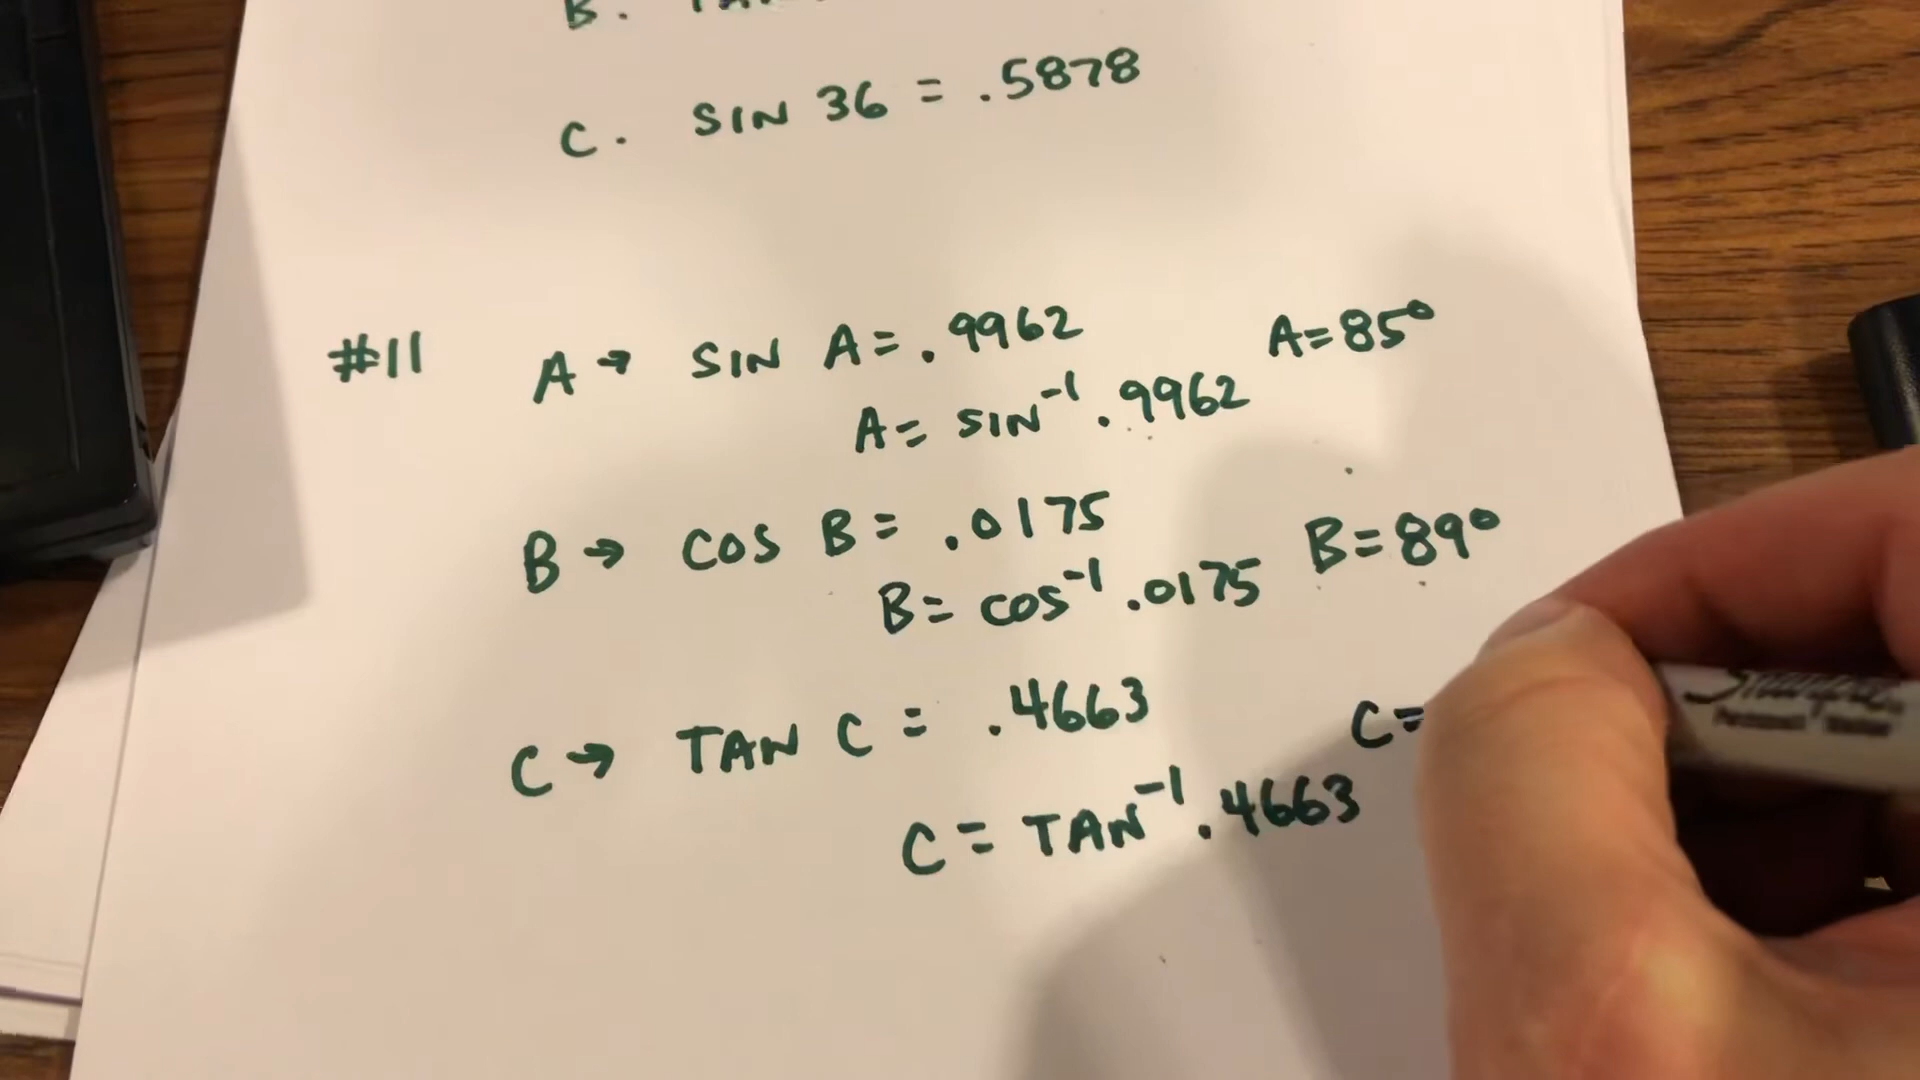 B.
C. SIN 36 = .5878
#11 A → SIN A = .9962 A = 85°
A = SIN⁻¹ .9962
B → COS B = .0175 B = 89°
B = COS⁻¹ .0175
C → TAN C = .4663 C =
C = TAN⁻¹ .4663